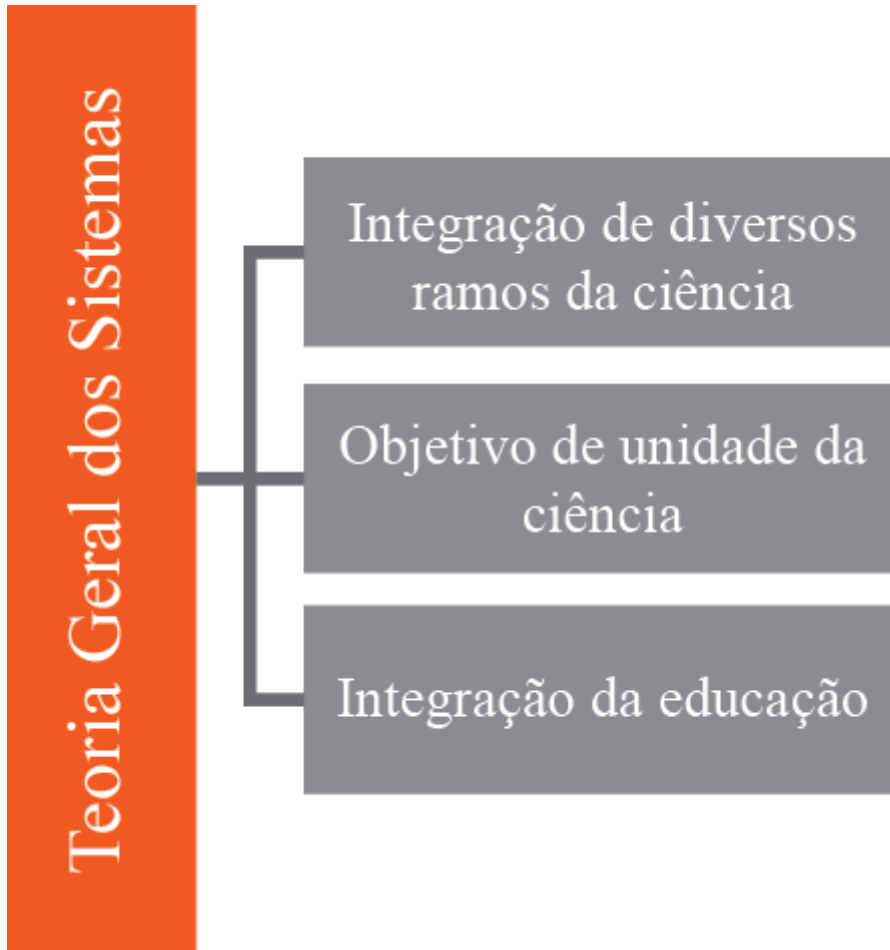 Teoria Geral dos Sistemas
Integração de diversos
ramos da ciência
Objetivo de unidade da
ciência
Integração da educação